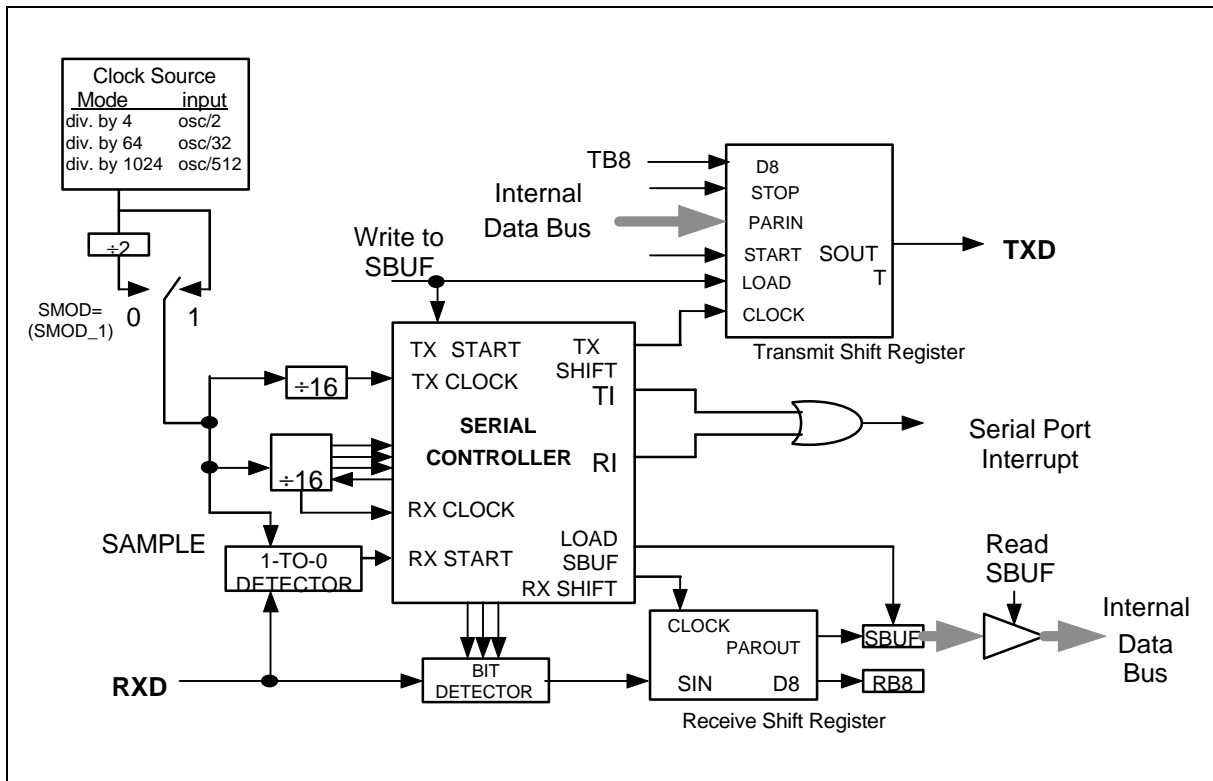 Clock Source
Mode input
div. by 4 osc/2
div. by 64 osc/32
div. by 1024 osc/512
÷2
SMOD=
(SMOD_1)
0
1
TB8
Internal
Data Bus
Write to
SBUF
D8
STOP
PARIN
START
SOUT
T
LOAD
CLOCK
TXD
Transmit Shift Register
TX START
TX
SHIFT
TX CLOCK
TI
÷16
SERIAL
CONTROLLER
RI
÷16
RX CLOCK
Serial Port
Interrupt
SAMPLE
1-TO-0
DETECTOR
RX START
LOAD
SBUF
RX SHIFT
Read
SBUF
CLOCK
PAROUT
SIN
D8
SBUF
RB8
Internal
Data
Bus
RXD
BIT
DETECTOR
Receive Shift Register